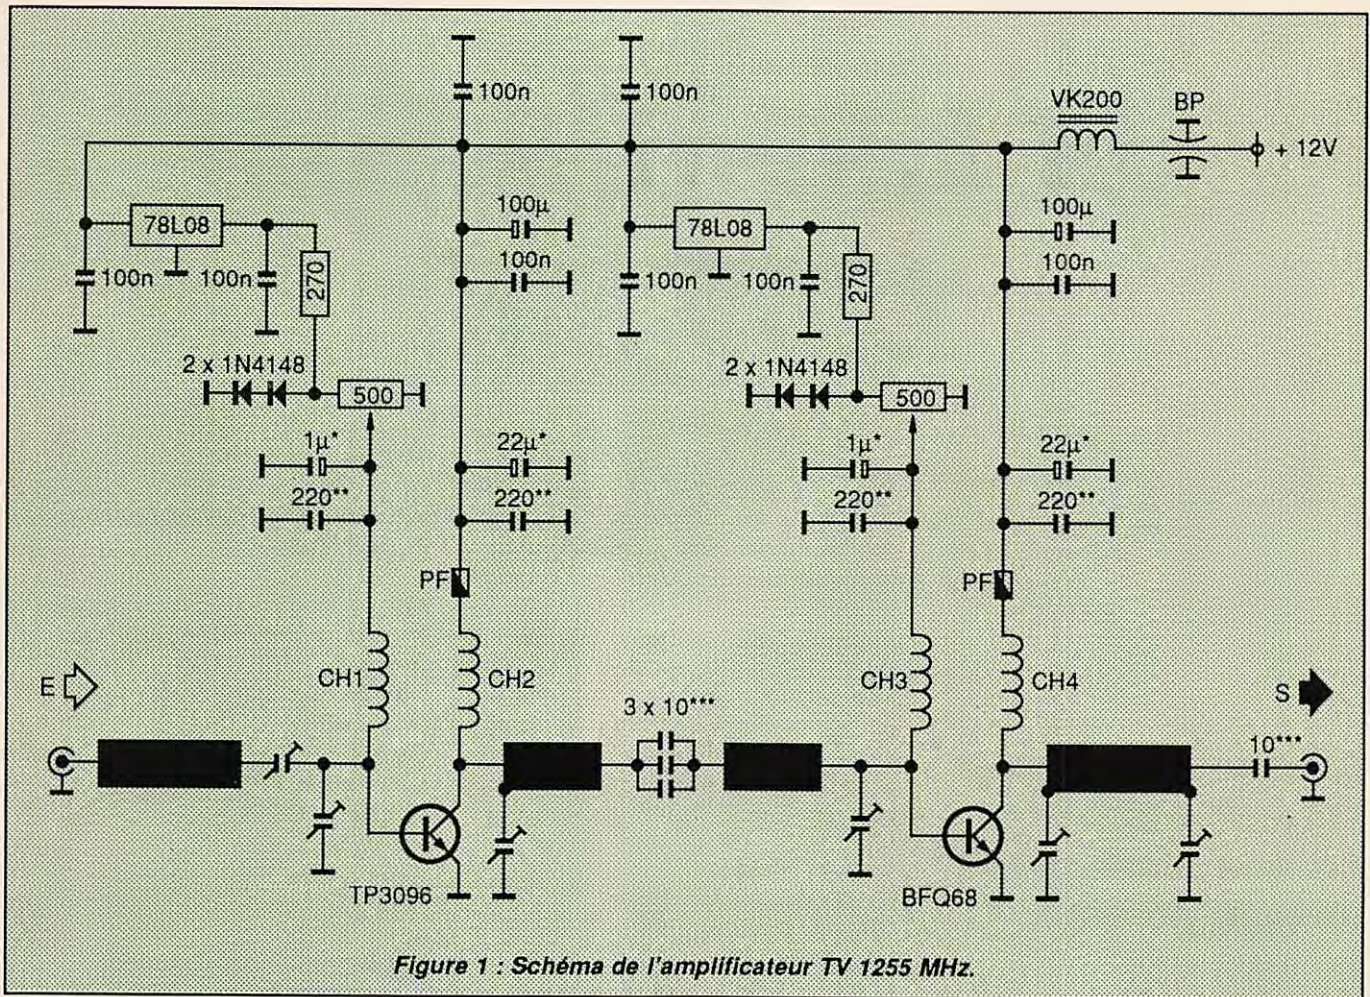 100n
100n
VK200
BP
+ 12V
78L08
100µ
78L08
100µ
100n
100n
270
100n
100n
100n
270
100n
2 x 1N4148
500
2 x 1N4148
500
1µ*
22µ*
1µ*
22µ*
220**
220**
220**
220**
PF
PF
CH1
CH2
CH3
CH4
E
3 x 10***
S
10***
TP3096
BFQ68
Figure 1 : Schéma de l'amplificateur TV 1255 MHz.